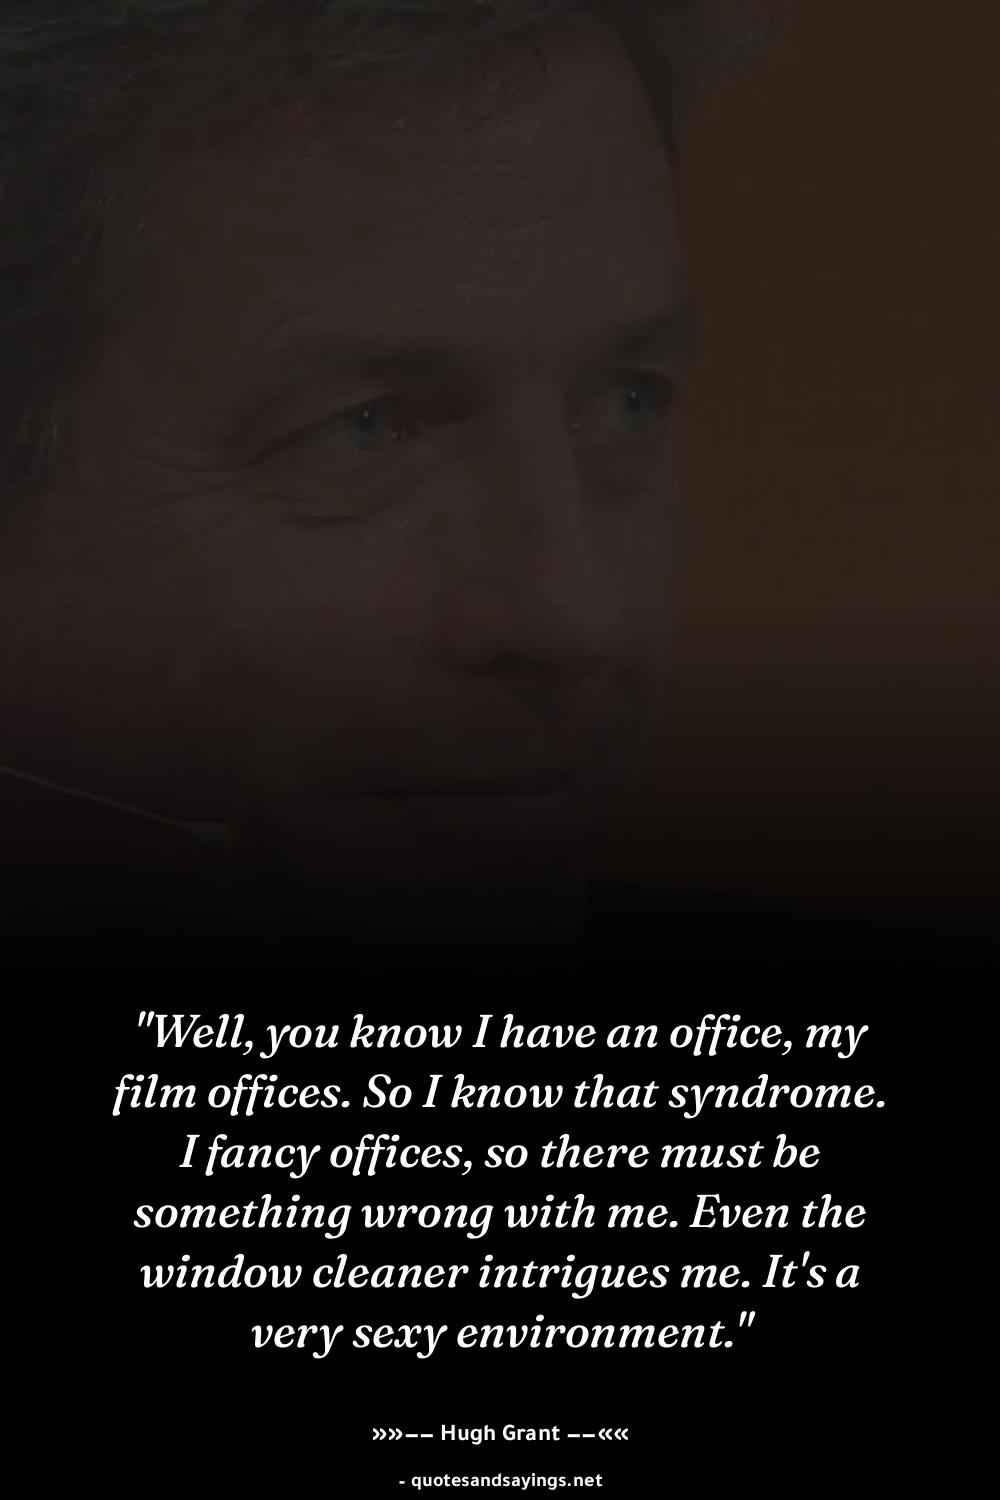 "Well, you know I have an office, my
film offices. So I know that syndrome.
I fancy offices, so there must be
something wrong with me. Even the
window cleaner intrigues me. It's a
very sexy environment."
»»−− Hugh Grant −−««
- quotesandsayings.net